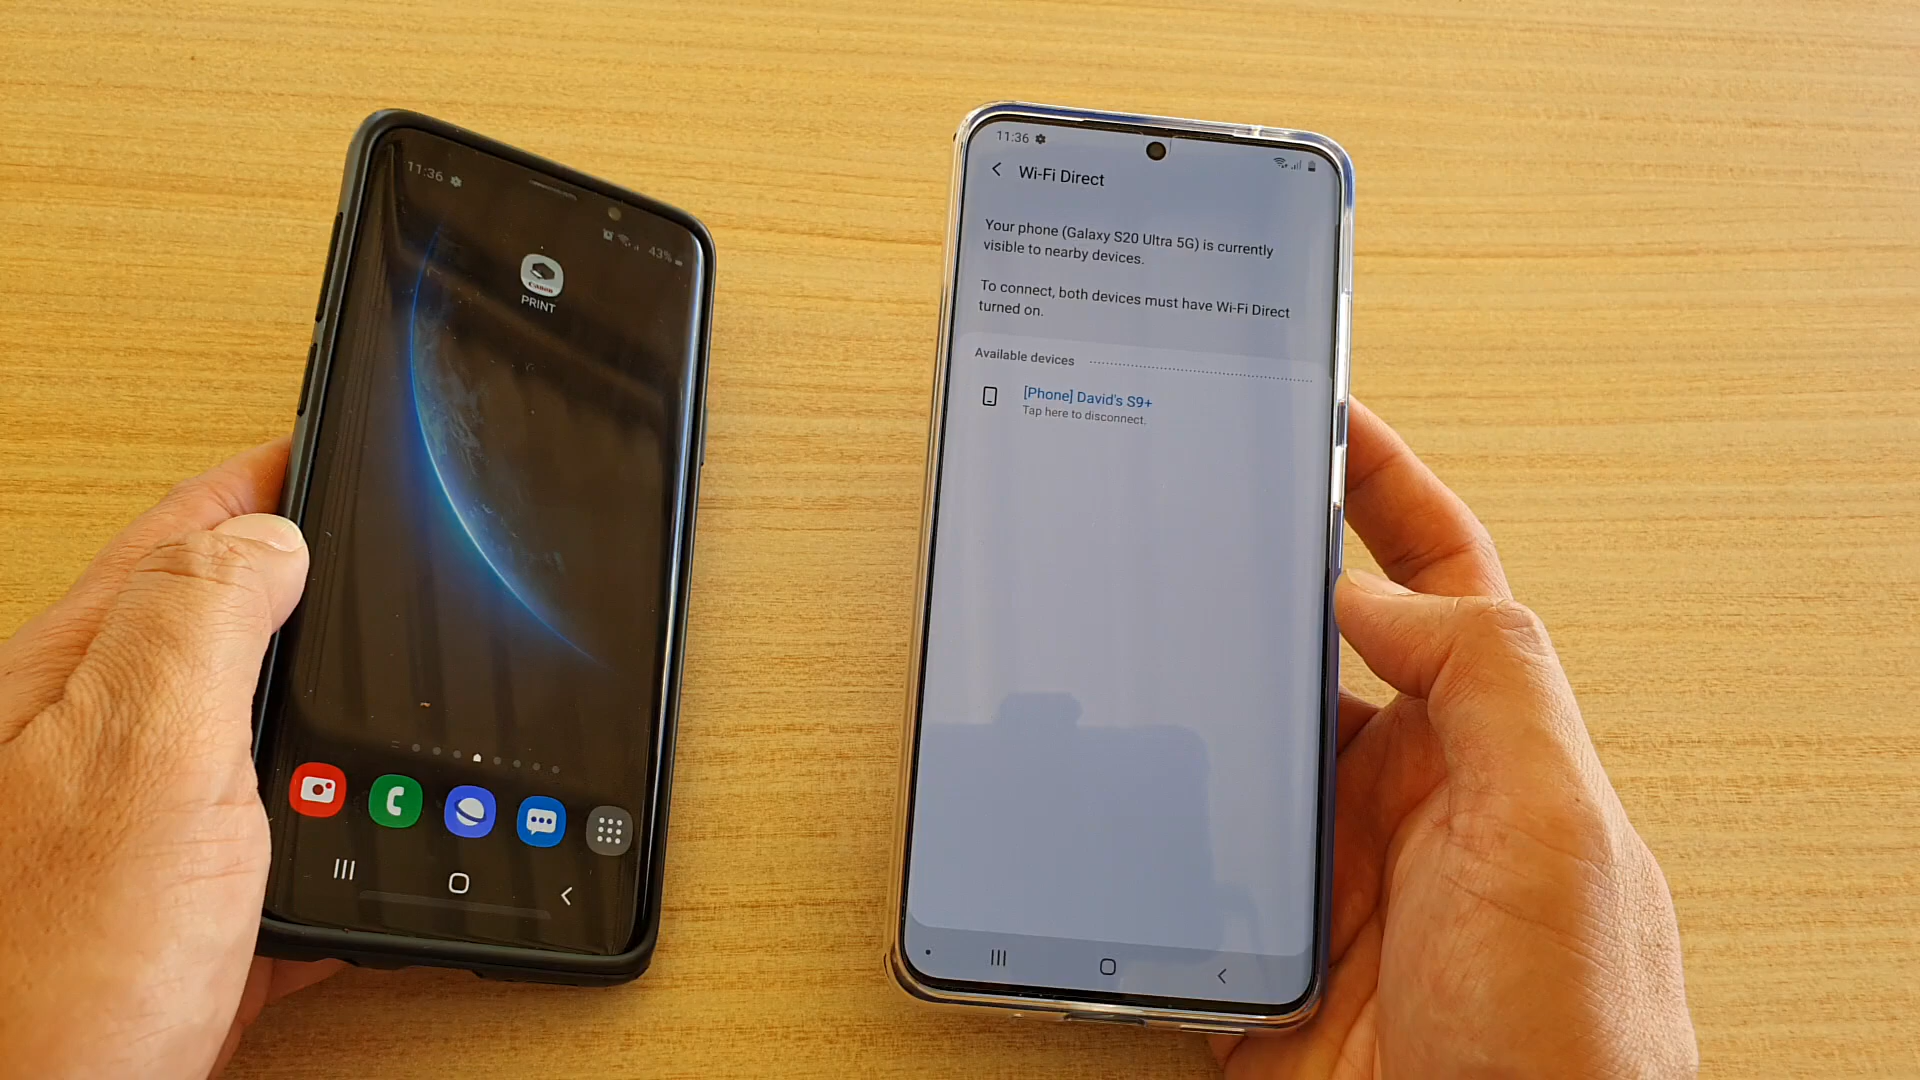 11:36
43%
Canon
PRINT
11:36
Wi-Fi Direct
Your phone (Galaxy S20 Ultra 5G) is currently
visible to nearby devices.
To connect, both devices must have Wi-Fi Direct
turned on.
Available devices
[Phone] David's S9+
Tap here to disconnect.